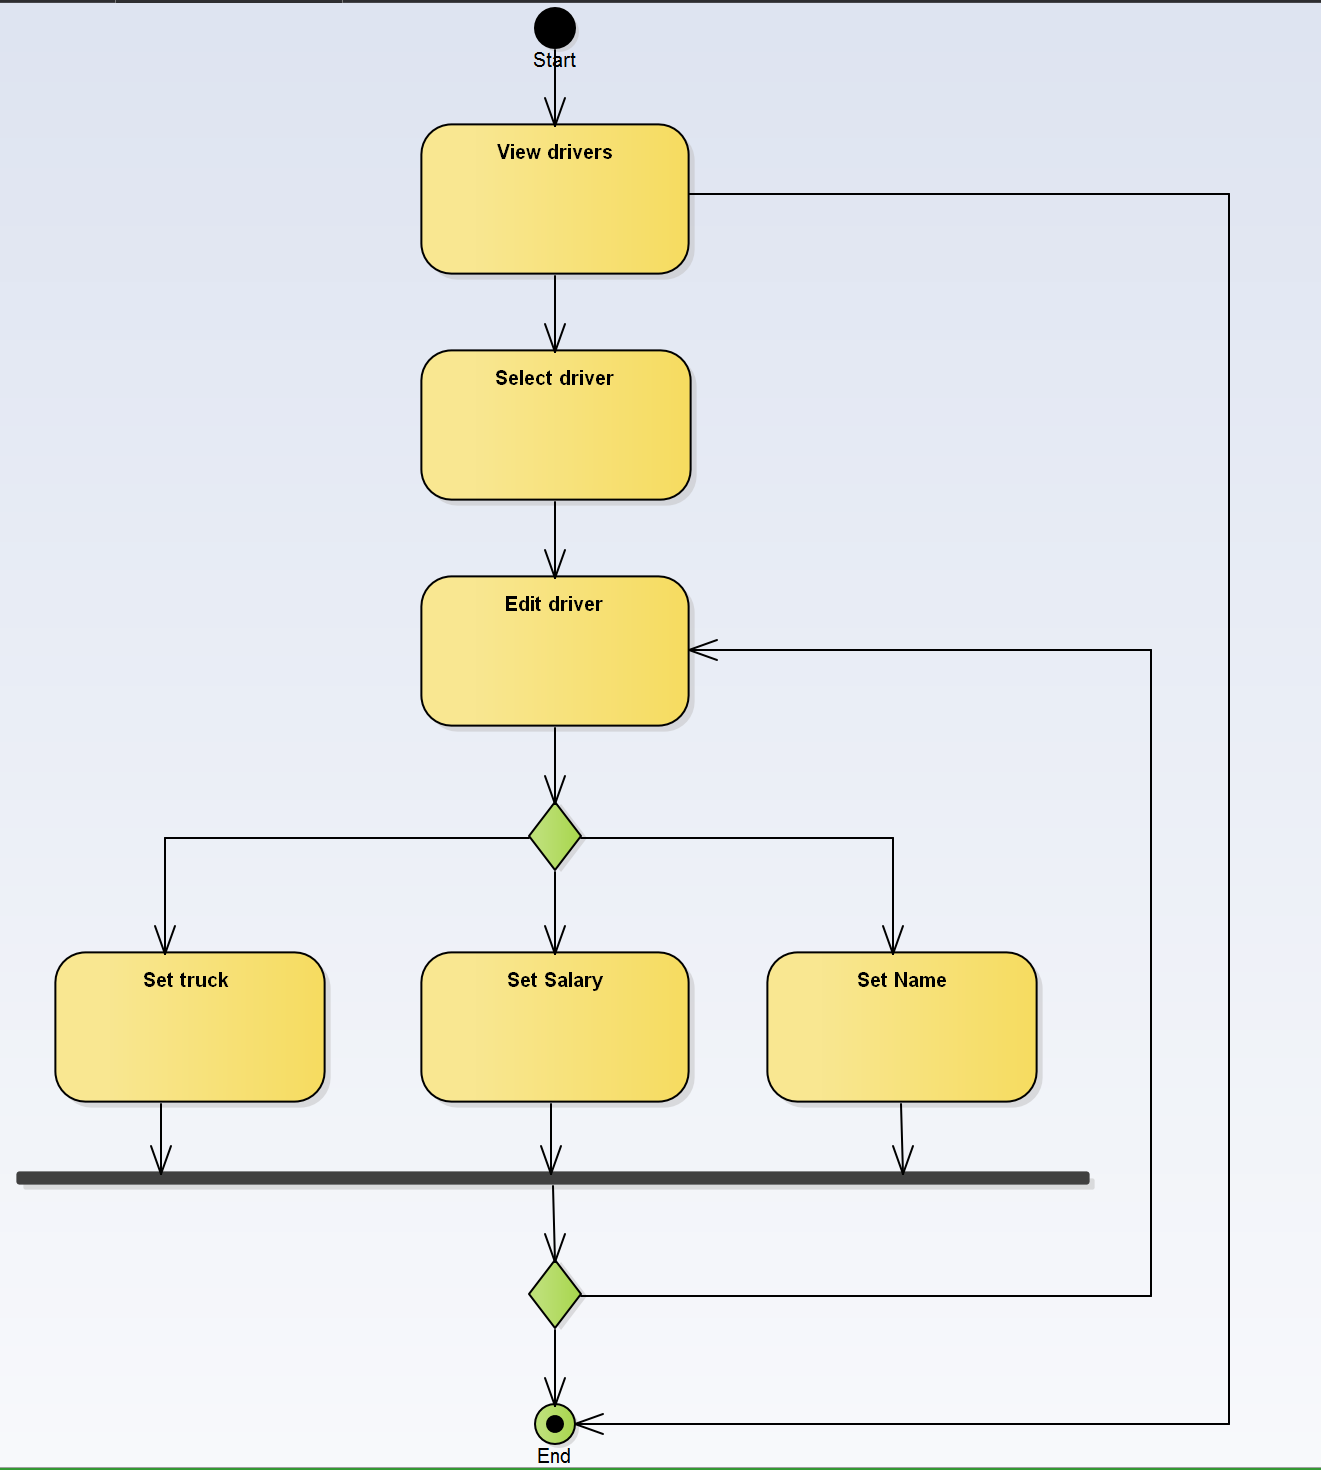 Start
View drivers
Select driver
Edit driver
Set truck
Set Salary
Set Name
End